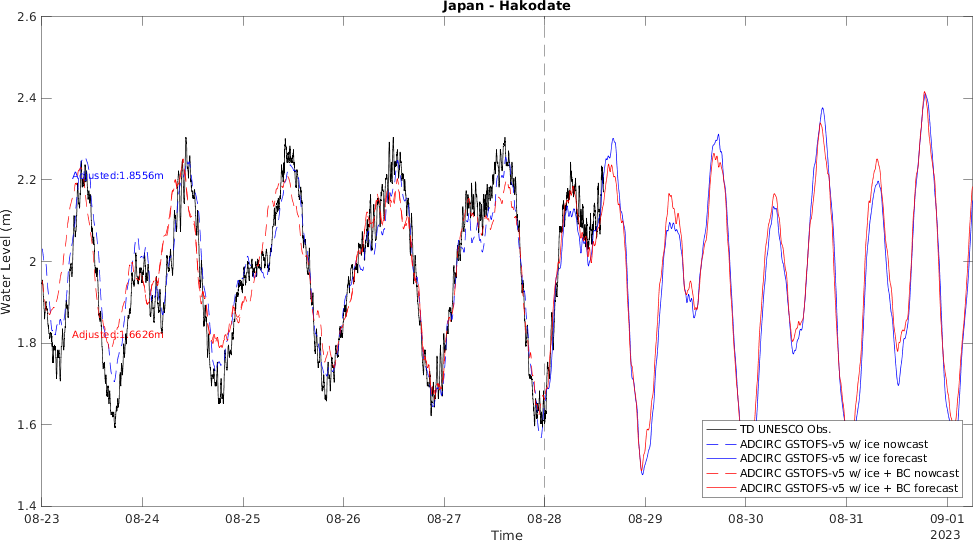 Japan - Hakodate
2.6
2.4
2.2
2
1.8
1.6
1.4
Water Level (m)
Adjusted:1.8556m
Adjusted:1.6626m
TD UNESCO Obs.
ADCIRC GSTOFS-v5 w/ ice nowcast
ADCIRC GSTOFS-v5 w/ ice forecast
ADCIRC GSTOFS-v5 w/ ice + BC nowcast
ADCIRC GSTOFS-v5 w/ ice + BC forecast
08-23 08-24 08-25 08-26 08-27 08-28 08-29 08-30 08-31 09-01
2023
Time